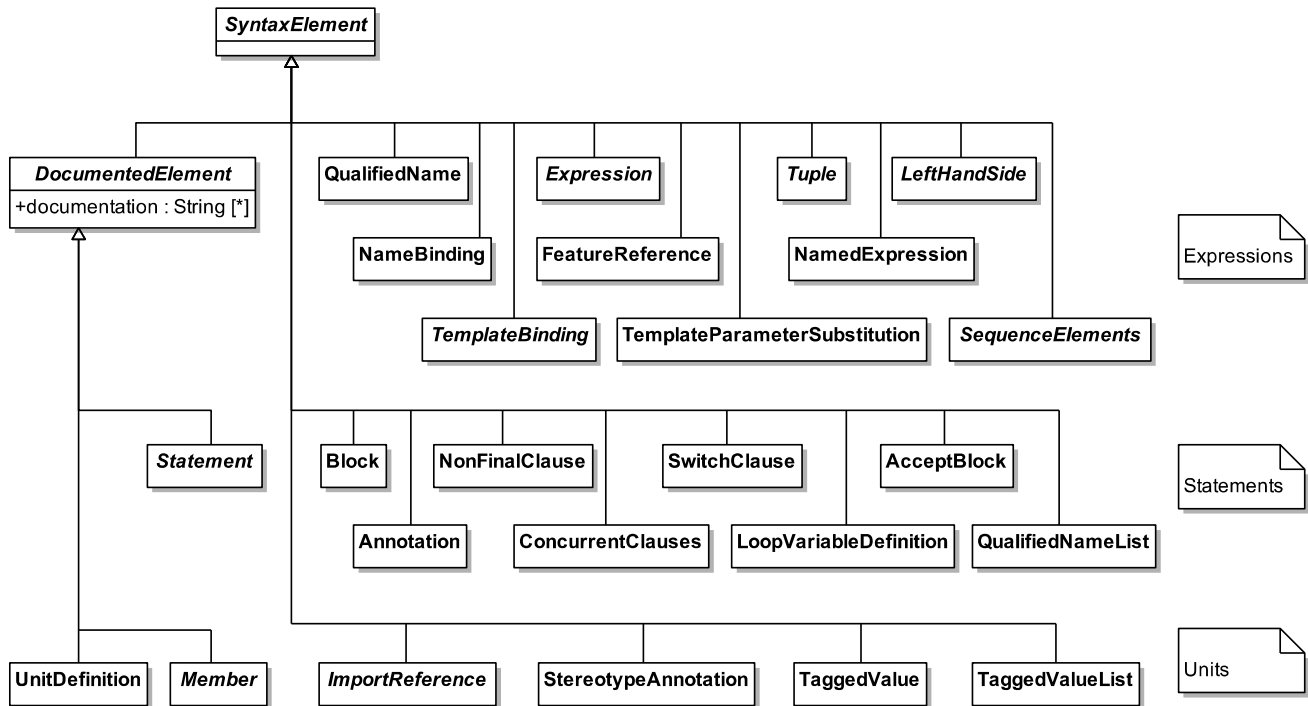 SyntaxElement
DocumentedElement
+documentation : String [*]
QualifiedName
Expression
Tuple
LeftHandSide
NameBinding
FeatureReference
NamedExpression
Expressions
TemplateBinding
TemplateParameterSubstitution
SequenceElements
Statement
Block
NonFinalClause
SwitchClause
AcceptBlock
Statements
Annotation
ConcurrentClauses
LoopVariableDefinition
QualifiedNameList
UnitDefinition
Member
ImportReference
StereotypeAnnotation
TaggedValue
TaggedValueList
Units